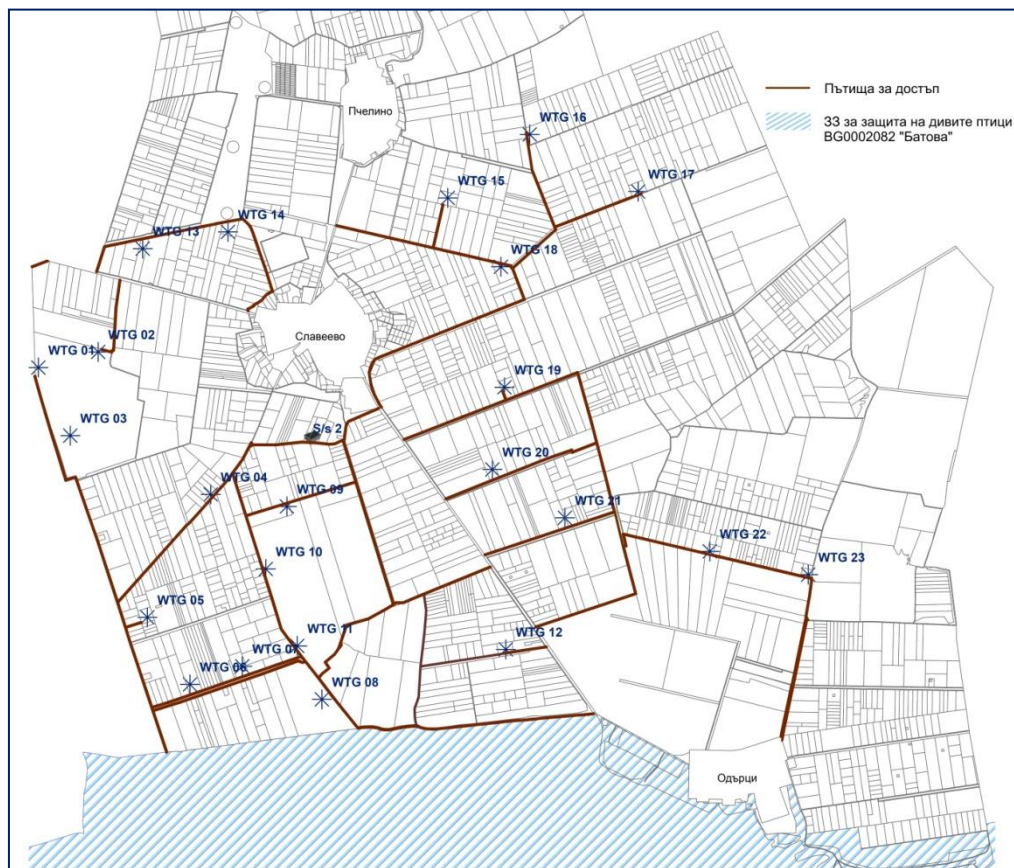 Пчелино
Пътища за достъп
ЗЗ за защита на дивите птици
BG0002082 "Батова"
WTG 16
WTG 15
WTG 17
WTG 14
WTG 13
WTG 18
Славеево
WTG 02
WTG 01
WTG 19
WTG 03
S/s 2
WTG 20
WTG 04
WTG 09
WTG 21
WTG 22
WTG 10
WTG 23
WTG 05
WTG 11
WTG 12
WTG 07
WTG 06
WTG 08
Одърци